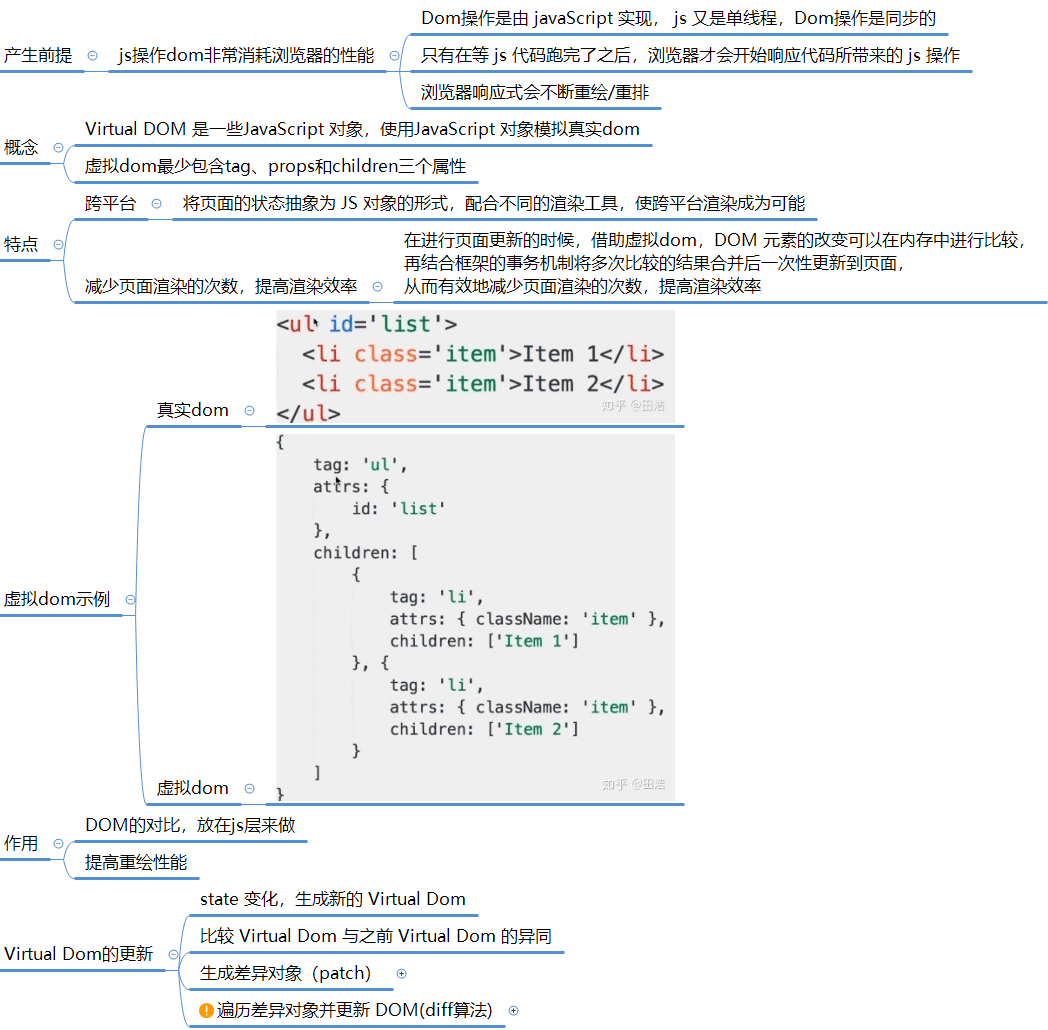 产生前提
js操作dom非常消耗浏览器的性能
Dom操作是由 javaScript 实现， js 又是单线程，Dom操作是同步的
只有在等 js 代码跑完了之后，浏览器才会开始响应代码所带来的 js 操作
浏览器响应式会不断重绘/重排
概念
Virtual DOM 是一些JavaScript 对象，使用JavaScript 对象模拟真实dom
虚拟dom最少包含tag、props和children三个属性
特点
跨平台
将页面的状态抽象为 JS 对象的形式，配合不同的渲染工具，使跨平台渲染成为可能
减少页面渲染的次数，提高渲染效率
在进行页面更新的时候，借助虚拟dom，DOM 元素的改变可以在内存中进行比较，
再结合框架的事务机制将多次比较的结果合并后一次性更新到页面，
从而有效地减少页面渲染的次数，提高渲染效率
虚拟dom示例
真实dom
<ul id='list'>
<li class='item'>Item 1</li>
<li class='item'>Item 2</li>
</ul>
知乎 @田浩
虚拟dom
{
tag: 'ul',
attrs: {
id: 'list'
},
children: [
{
tag: 'li',
attrs: { className: 'item' },
children: ['Item 1']
}, {
tag: 'li',
attrs: { className: 'item' },
children: ['Item 2']
}
]
}
知乎 @田浩
作用
DOM的对比，放在js层来做
提高重绘性能
Virtual Dom的更新
state 变化，生成新的 Virtual Dom
比较 Virtual Dom 与之前 Virtual Dom 的异同
生成差异对象（patch）
遍历差异对象并更新 DOM(diff算法)